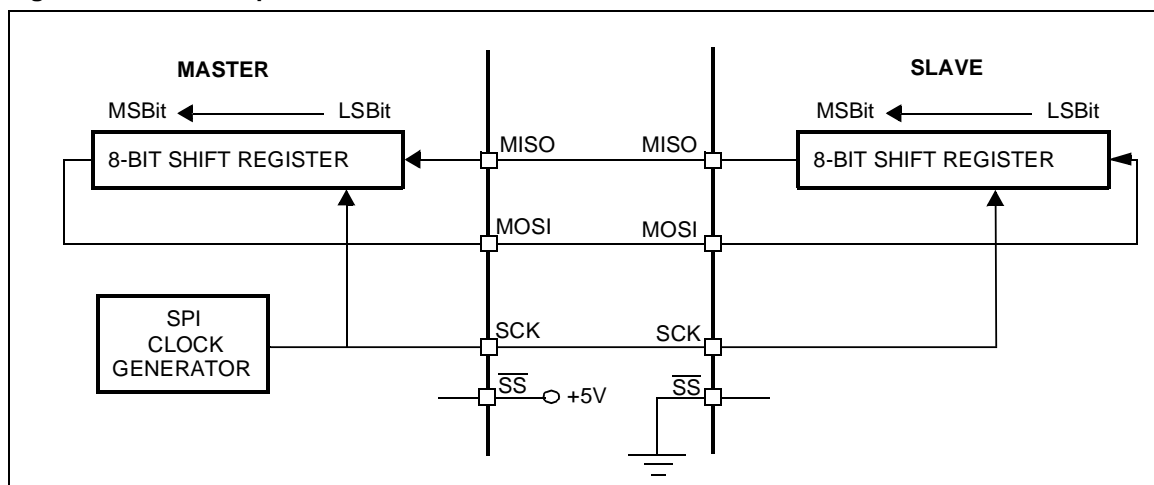 MASTER
SLAVE
MSBit
LSBit
MSBit
LSBit
8-BIT SHIFT REGISTER
MISO
MISO
8-BIT SHIFT REGISTER
MOSI
MOSI
SPI
CLOCK
GENERATOR
SCK
SCK
SS
+5V
SS